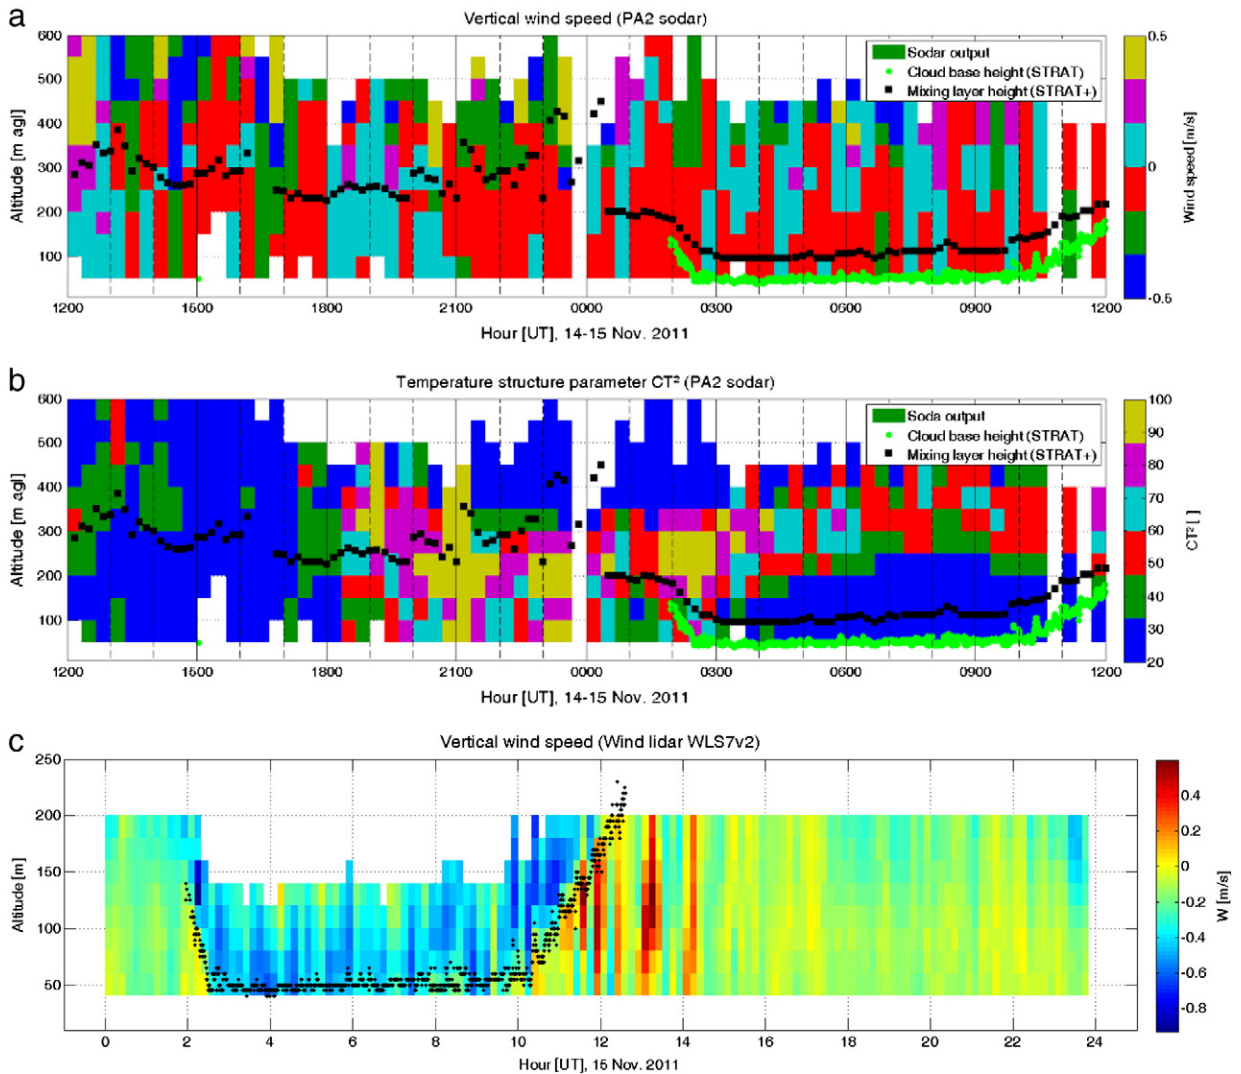 a
Vertical wind speed (PA2 sodar)
600
500
400
300
200
100
Altitude [m agl]
Sodar output
Cloud base height (STRAT)
Mixing layer height (STRAT+)
0.5
0
-0.5
Wind speed [m/s]
1200 1600 1800 2100 0000 0300 0600 0900 1200
Hour [UT], 14-15 Nov. 2011
b
Temperature structure parameter CT² (PA2 sodar)
600
500
400
300
200
100
Altitude [m agl]
Soda output
Cloud base height (STRAT)
Mixing layer height (STRAT+)
100
90
80
70
60
50
40
30
20
CT² [ ]
1200 1600 1800 2100 0000 0300 0600 0900 1200
Hour [UT], 14-15 Nov. 2011
c
Vertical wind speed (Wind lidar WLS7v2)
250
200
150
100
50
Altitude [m]
0.4
0.2
0
-0.2
-0.4
-0.6
-0.8
W [m/s]
0 2 4 6 8 10 12 14 16 18 20 22 24
Hour [UT], 15 Nov. 2011